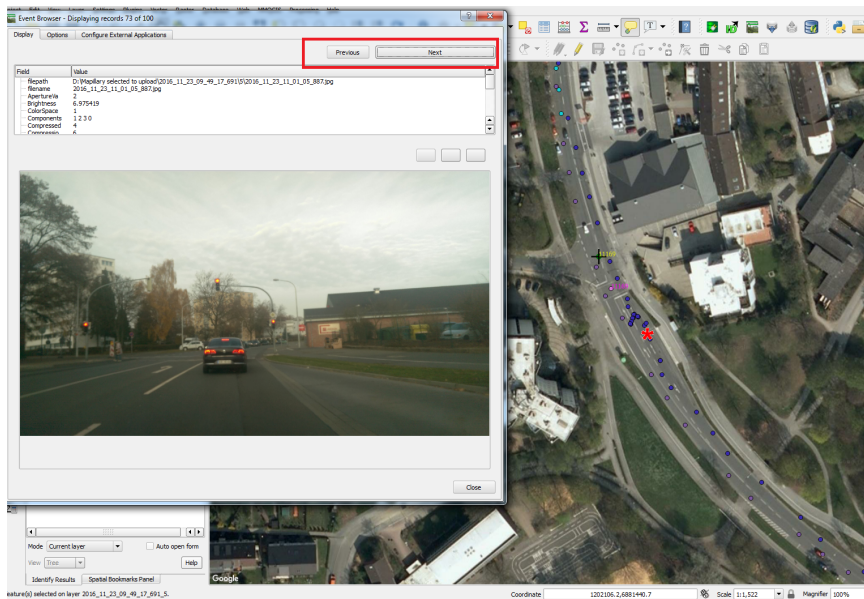 Event Browser - Displaying records 73 of 100
Display Options Configure External Applications
Previous Next
Field Value
filepath D:\Mapillary selected to upload\2016_11_23_09_49_17_691\5\2016_11_23_11_01_05_887.jpg
filename 2016_11_23_11_01_05_887.jpg
ApertureVa 2
Brightness 6.975419
ColorSpace 1
Components 1 2 3 0
Compressed 4
Compressio 6
Close
Mode Current layer Auto open form
View Tree Help
Identify Results Spatial Bookmarks Panel
Google
eature(s) selected on layer 2016_11_23_09_49_17_691_5.
Coordinate 1202106.2,6881440.7 Scale 1:1,522 Magnifier 100%